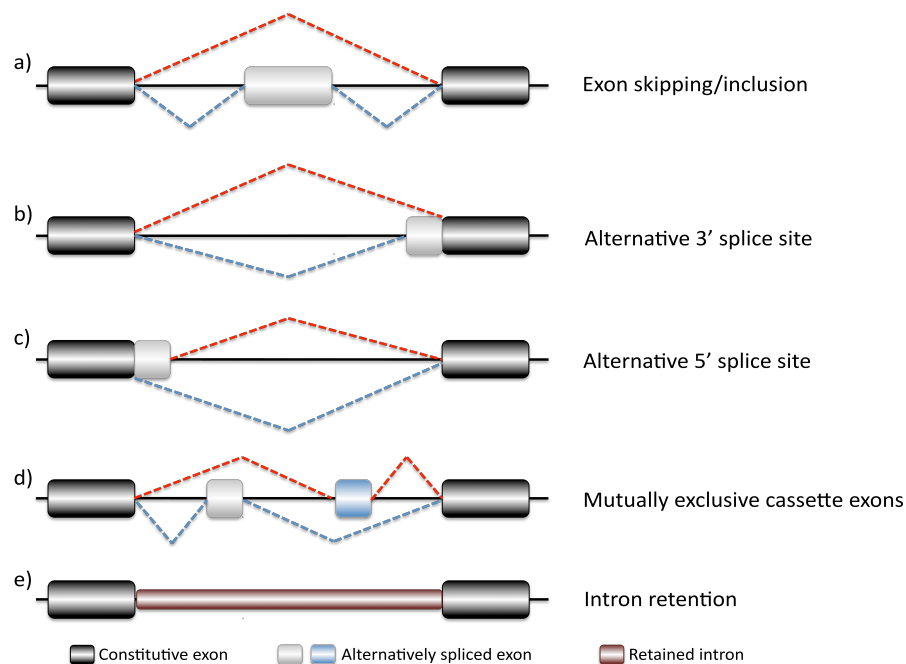 a) Exon skipping/inclusion
b) Alternative 3’ splice site
c) Alternative 5’ splice site
d) Mutually exclusive cassette exons
e) Intron retention
Constitutive exon Alternatively spliced exon Retained intron